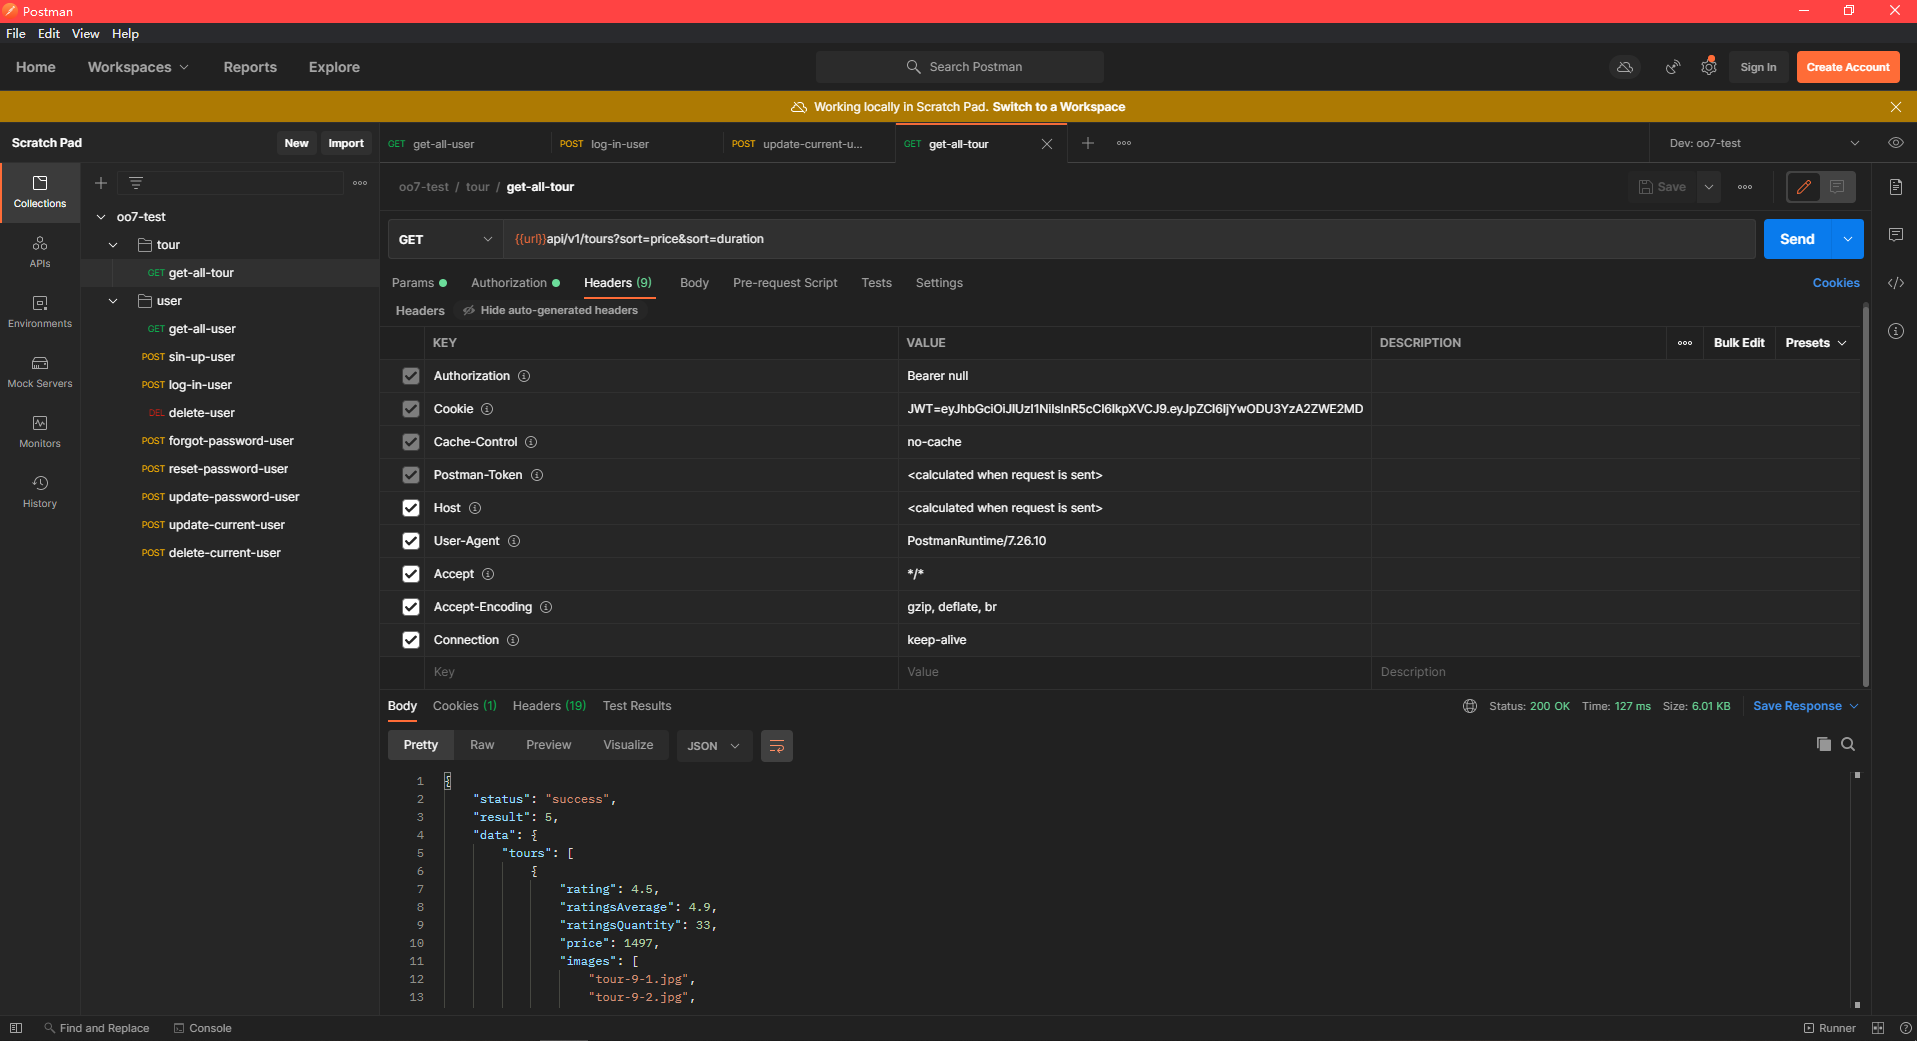 Postman
File Edit View Help
Home Workspaces Reports Explore
Search Postman
Sign In Create Account
Working locally in Scratch Pad. Switch to a Workspace
Scratch Pad New Import
GET get-all-user POST log-in-user POST update-current-u... GET get-all-tour
Dev: oo7-test
Collections
APIs
Environments
Mock Servers
Monitors
History
oo7-test
tour
GET get-all-tour
user
GET get-all-user
POST sin-up-user
POST log-in-user
DEL delete-user
POST forgot-password-user
POST reset-password-user
POST update-password-user
POST update-current-user
POST delete-current-user
oo7-test / tour / get-all-tour
Save
GET {{url}}api/v1/tours?sort=price&sort=duration Send
Params Authorization Headers (9) Body Pre-request Script Tests Settings Cookies
Headers Hide auto-generated headers
KEY VALUE DESCRIPTION Bulk Edit Presets
Authorization Bearer null
Cookie JWT=eyJhbGciOiJIUzI1NiIsInR5cCI6IkpXVCJ9.eyJpZCI6IjYwODU3YzA2ZWE2MD
Cache-Control no-cache
Postman-Token <calculated when request is sent>
Host <calculated when request is sent>
User-Agent PostmanRuntime/7.26.10
Accept */*
Accept-Encoding gzip, deflate, br
Connection keep-alive
Key Value Description
Body Cookies (1) Headers (19) Test Results Status: 200 OK Time: 127 ms Size: 6.01 KB Save Response
Pretty Raw Preview Visualize JSON
1 {
2 "status": "success",
3 "result": 5,
4 "data": {
5 "tours": [
6 {
7 "rating": 4.5,
8 "ratingsAverage": 4.9,
9 "ratingsQuantity": 33,
10 "price": 1497,
11 "images": [
12 "tour-9-1.jpg",
13 "tour-9-2.jpg",
Find and Replace Console Runner